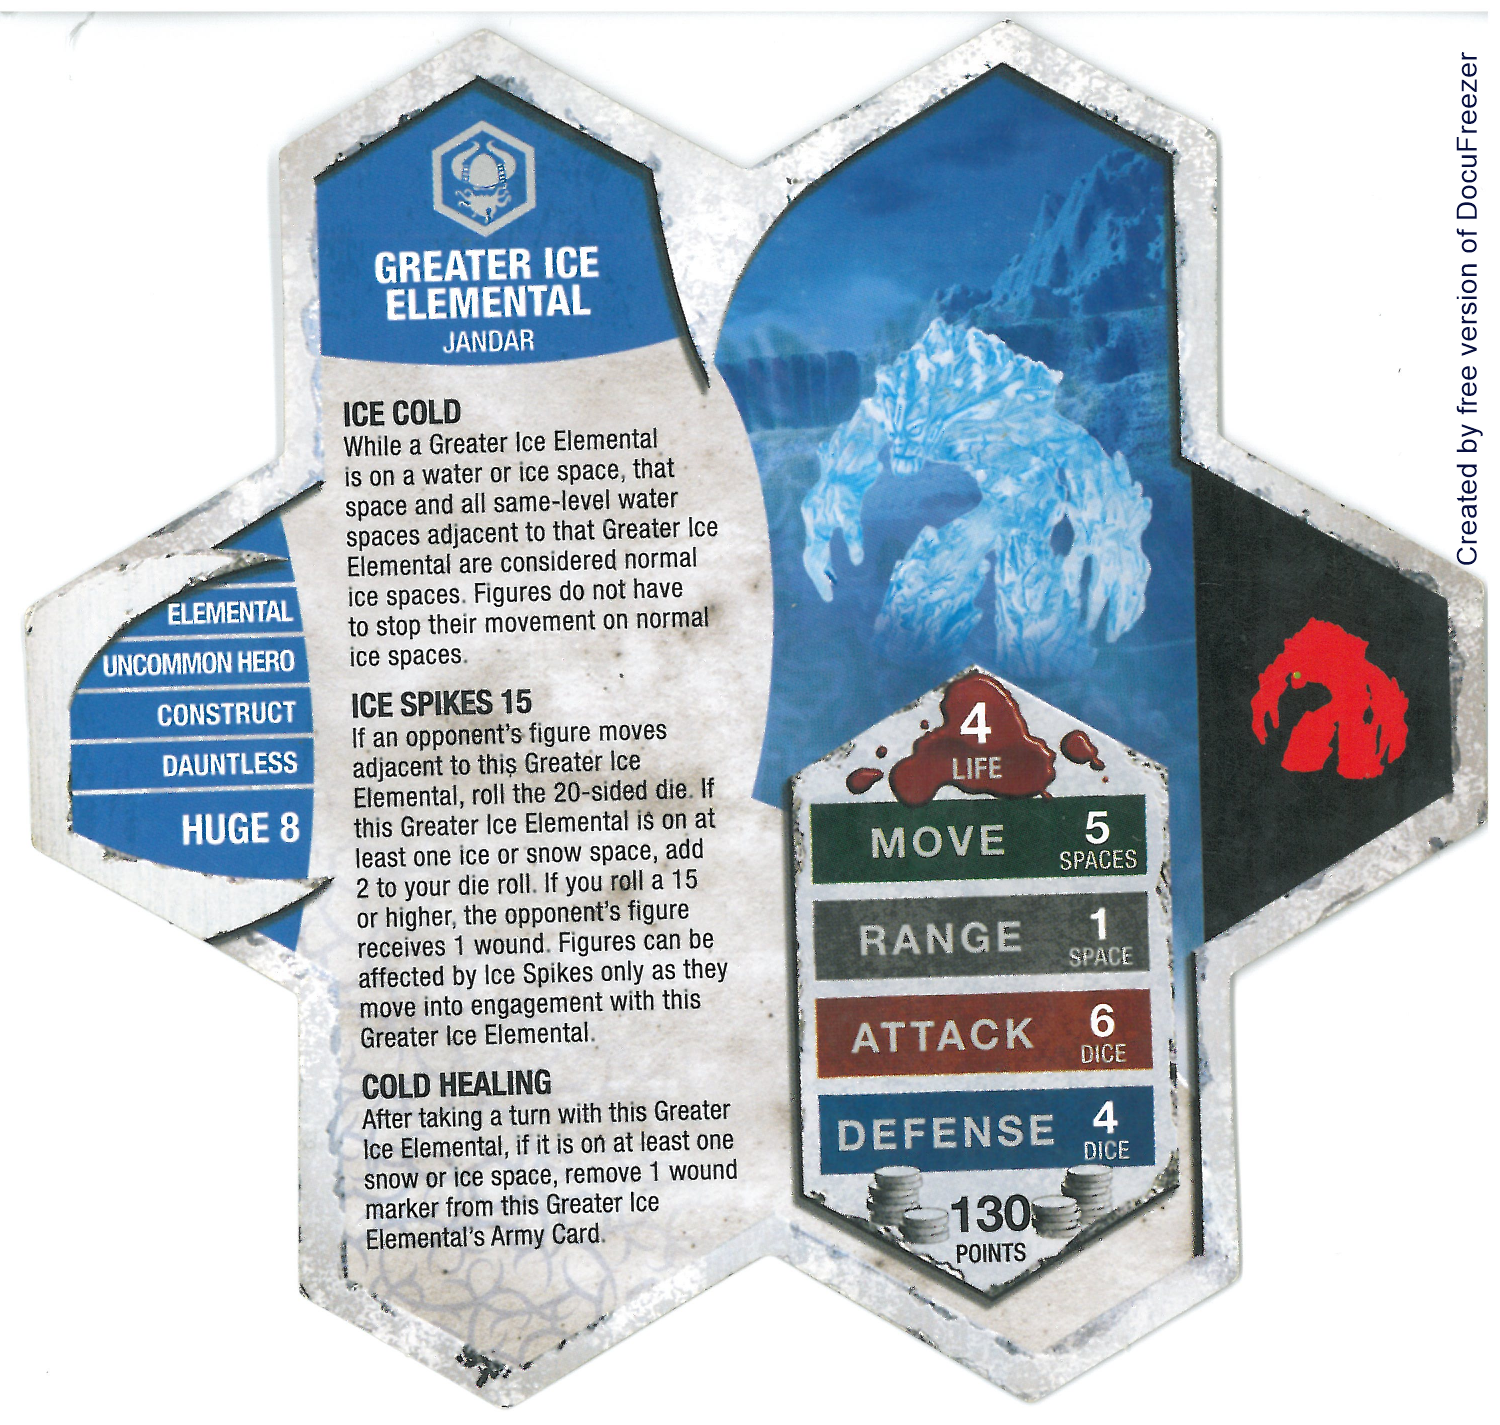 GREATER ICE
ELEMENTAL
JANDAR
ICE COLD
While a Greater Ice Elemental
is on a water or ice space, that
space and all same-level water
spaces adjacent to that Greater Ice
Elemental are considered normal
ice spaces. Figures do not have
to stop their movement on normal
ice spaces.
ICE SPIKES 15
If an opponent's figure moves
adjacent to this Greater Ice
Elemental, roll the 20-sided die. If
this Greater Ice Elemental is on at
least one ice or snow space, add
2 to your die roll. If you roll a 15
or higher, the opponent's figure
receives 1 wound. Figures can be
affected by Ice Spikes only as they
move into engagement with this
Greater Ice Elemental.
COLD HEALING
After taking a turn with this Greater
Ice Elemental, if it is on at least one
snow or ice space, remove 1 wound
marker from this Greater Ice
Elemental's Army Card.
ELEMENTAL
UNCOMMON HERO
CONSTRUCT
DAUNTLESS
HUGE 8
4
LIFE
MOVE 5
SPACES
RANGE 1
SPACE
ATTACK 6
DICE
DEFENSE 4
DICE
130
POINTS
Created by free version of DocuFreezer